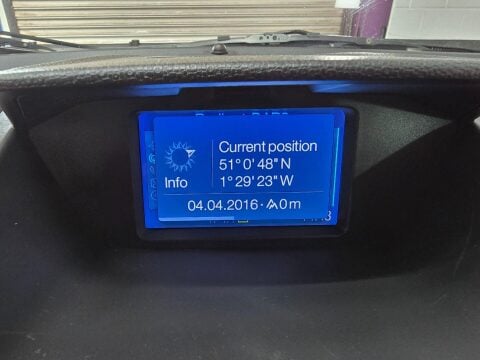 Current position
51° 0' 48" N
1° 29' 23" W
Info
04.04.2016 · 0m